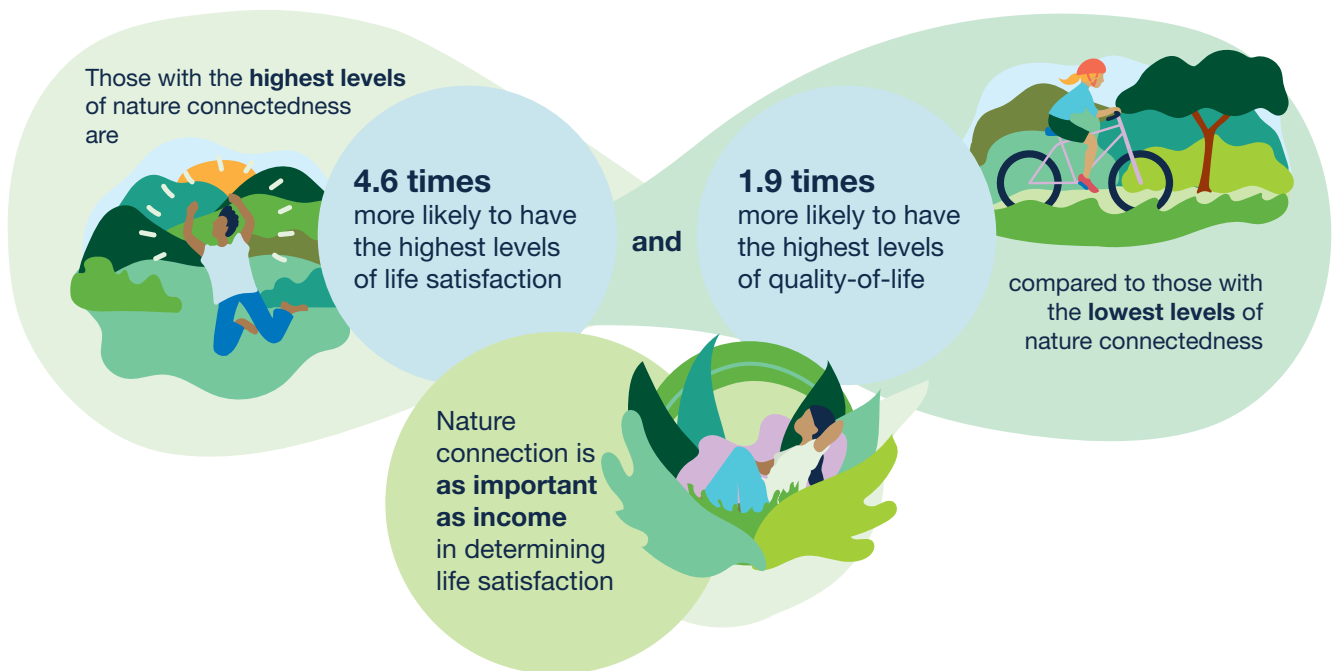 Those with the highest levels
of nature connectedness
are
4.6 times
more likely to have
the highest levels
of life satisfaction
and
1.9 times
more likely to have
the highest levels
of quality-of-life
compared to those with
the lowest levels of
nature connectedness
Nature
connection is
as important
as income
in determining
life satisfaction